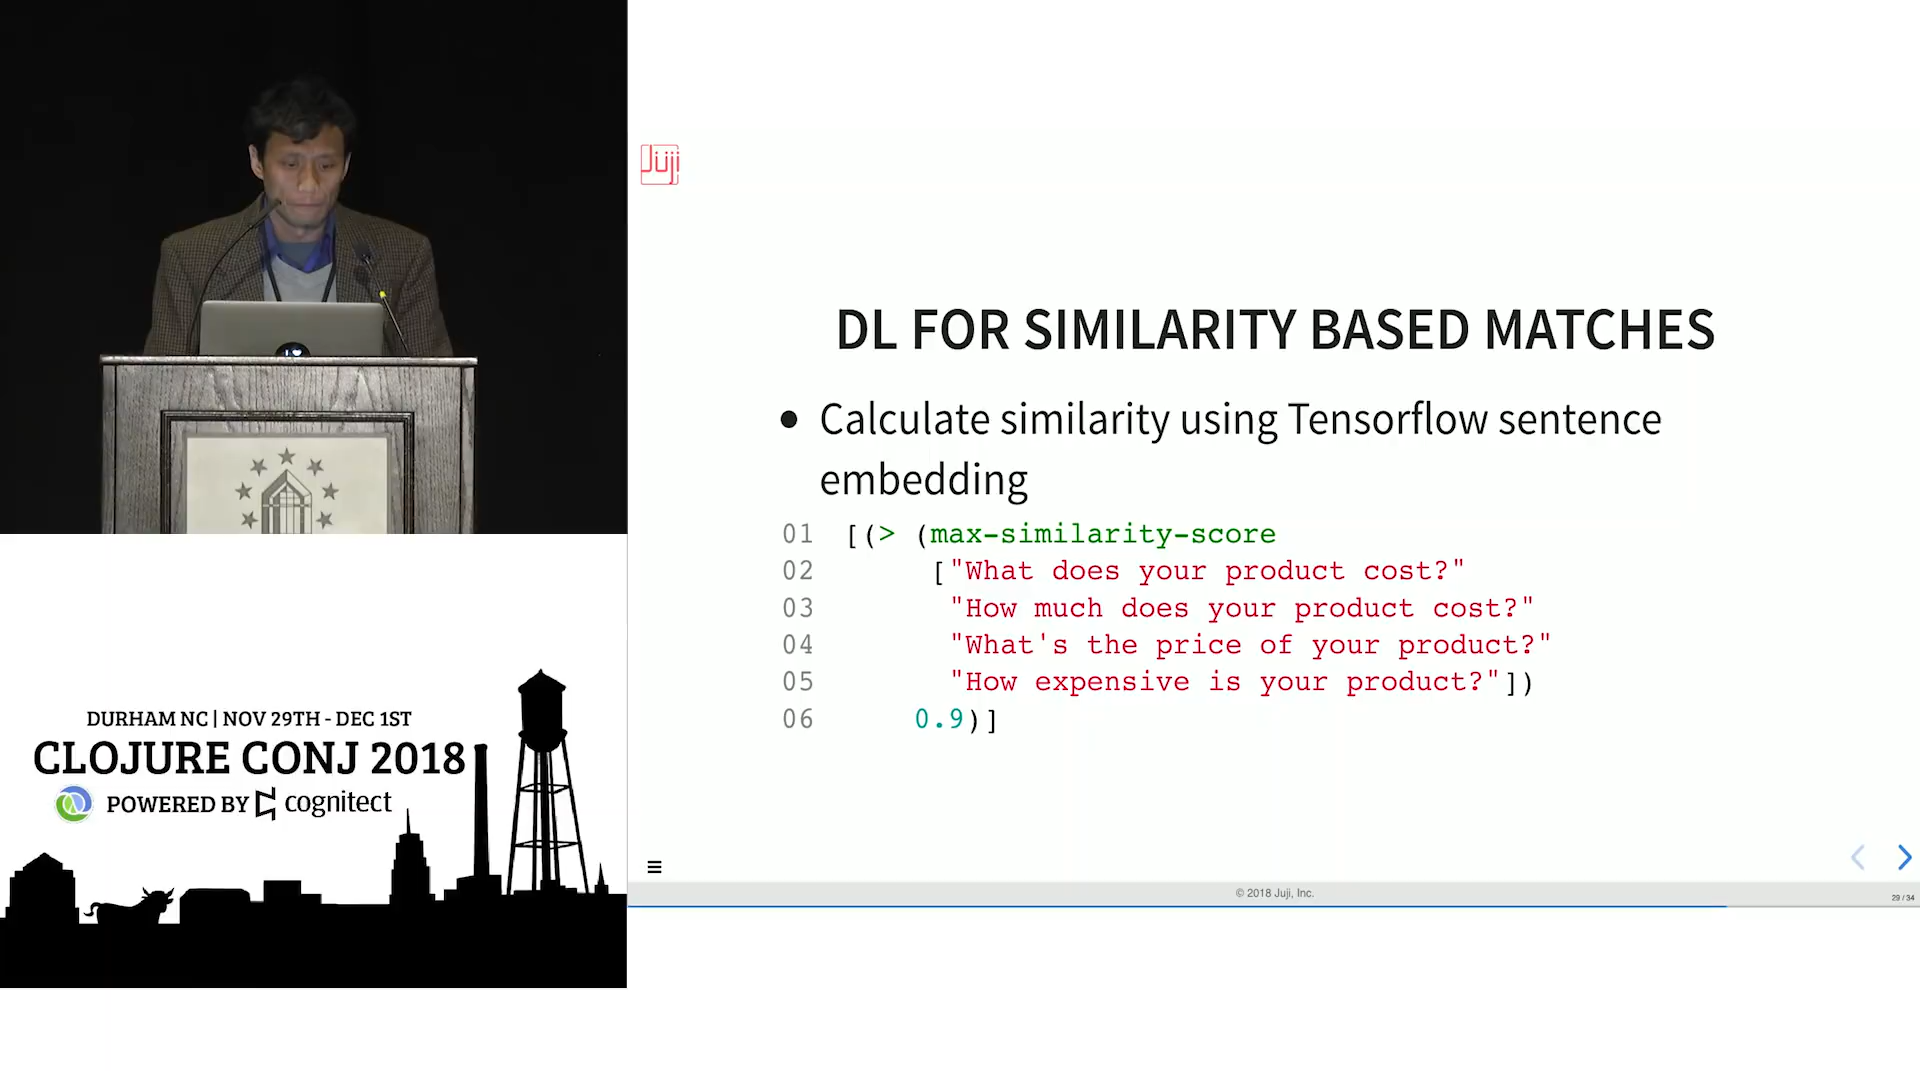 Juji
DL FOR SIMILARITY BASED MATCHES
• Calculate similarity using Tensorflow sentence
embedding
01 [(> (max-similarity-score
02 ["What does your product cost?"
03 "How much does your product cost?"
04 "What's the price of your product?"
05 "How expensive is your product?"])
06 0.9)]
© 2018 Juji, Inc.
29 / 34
DURHAM NC | NOV 29TH - DEC 1ST
CLOJURE CONJ 2018
POWERED BY cognitect